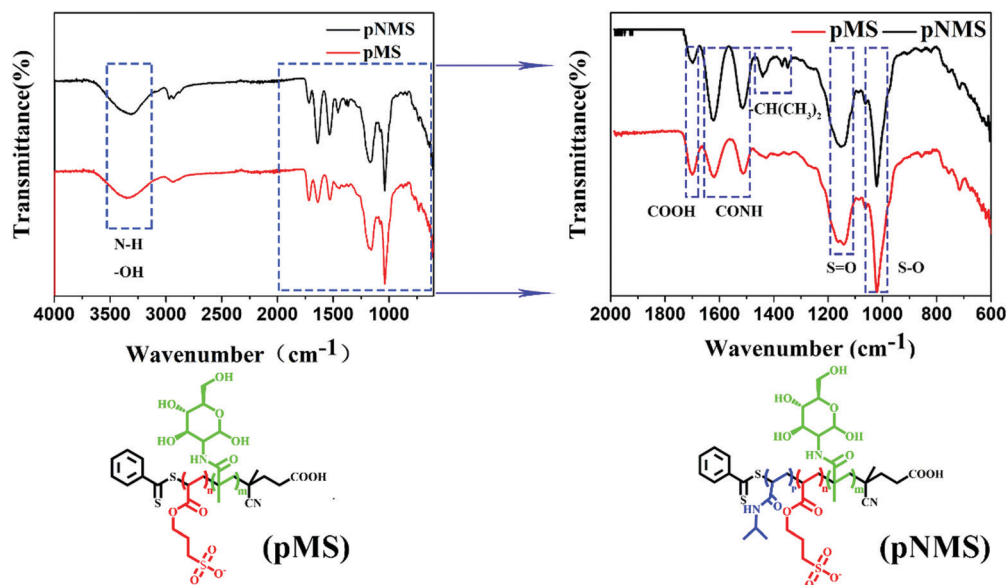 pNMS
pMS
Transmittance(%)
N-H
-OH
4000 3500 3000 2500 2000 1500 1000
Wavenumber（cm-1）
pMS pNMS
Transmittance(%)
-CH(CH3)2
COOH CONH
S=O S-O
2000 1800 1600 1400 1200 1000 800 600
Wavenumber (cm-1)
OH
HO
O
HO
OH
HN
O
S
n
m
COOH
S
CN
O
O
O
S
O-
O
(pMS)
OH
HO
O
HO
OH
HN
O
S
p
n
m
COOH
S
CN
O
HN
O
O
O
S
O-
O
(pNMS)